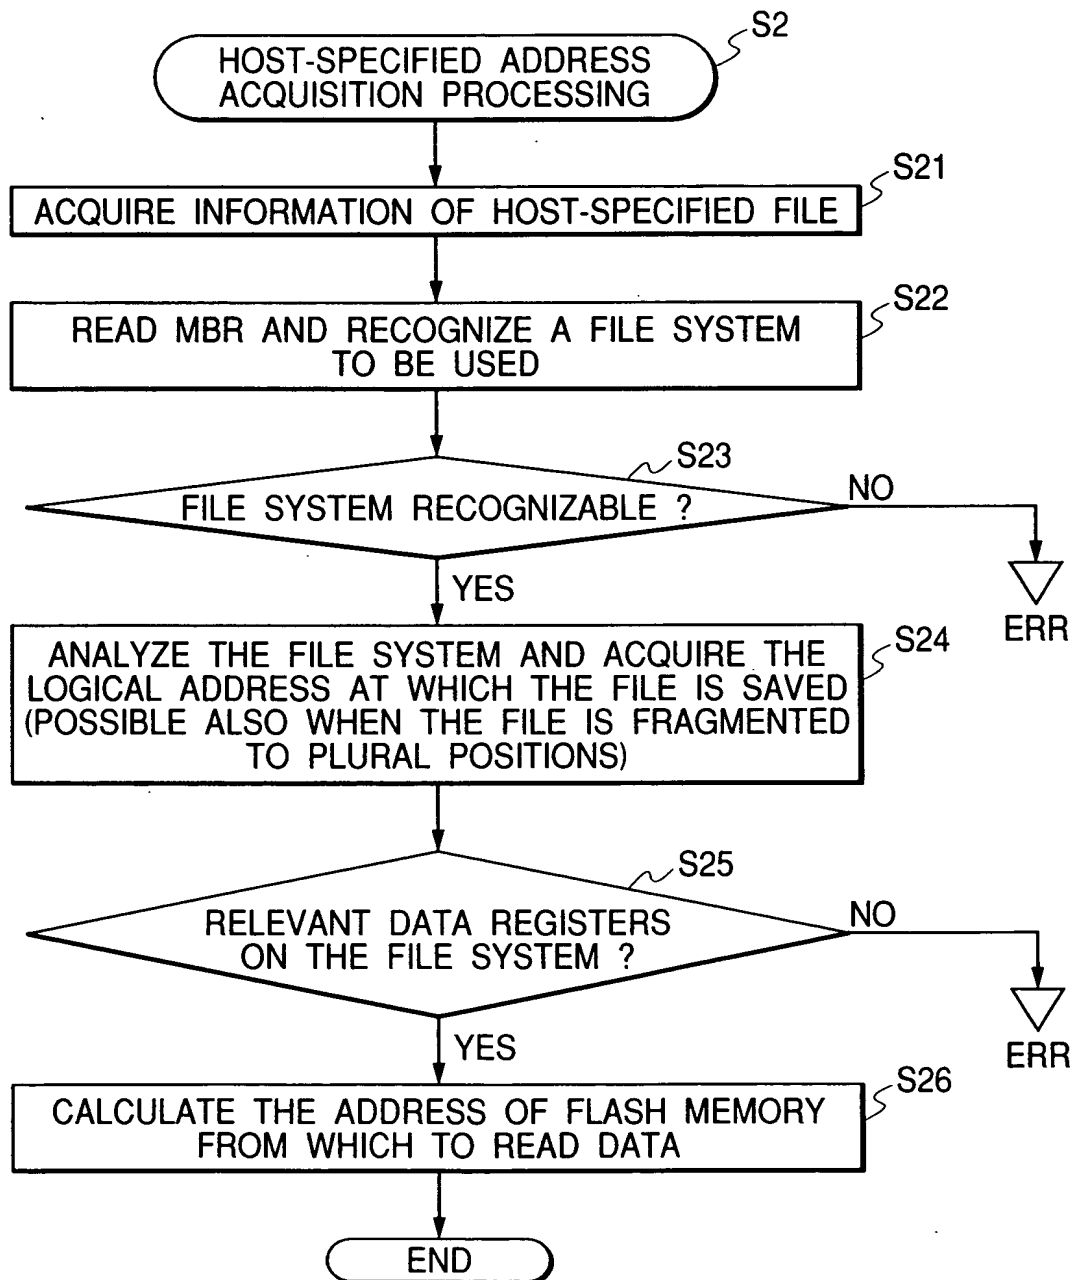 S2
HOST-SPECIFIED ADDRESS
ACQUISITION PROCESSING
S21
ACQUIRE INFORMATION OF HOST-SPECIFIED FILE
S22
READ MBR AND RECOGNIZE A FILE SYSTEM
TO BE USED
S23
FILE SYSTEM RECOGNIZABLE ?
NO
YES
ERR
S24
ANALYZE THE FILE SYSTEM AND ACQUIRE THE
LOGICAL ADDRESS AT WHICH THE FILE IS SAVED
(POSSIBLE ALSO WHEN THE FILE IS FRAGMENTED
TO PLURAL POSITIONS)
S25
RELEVANT DATA REGISTERS
ON THE FILE SYSTEM ?
NO
YES
ERR
S26
CALCULATE THE ADDRESS OF FLASH MEMORY
FROM WHICH TO READ DATA
END